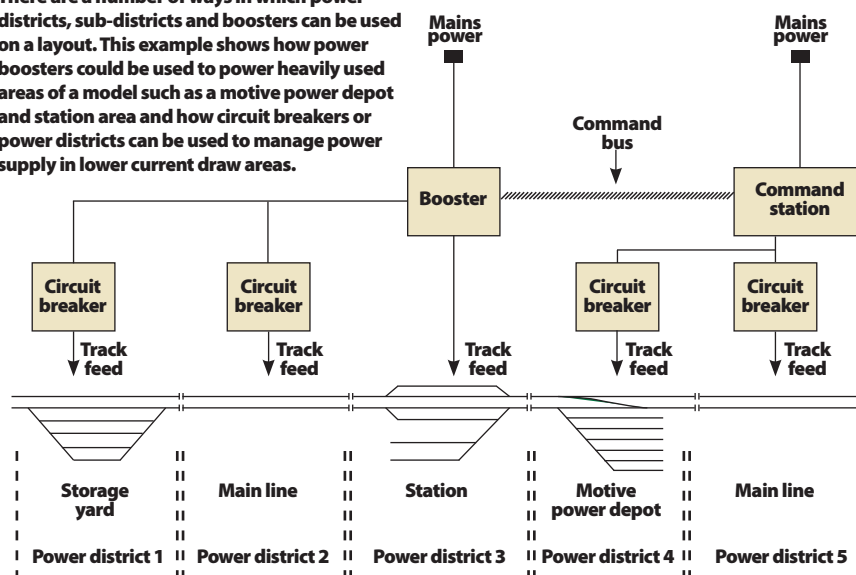 There are a number of ways in which power
districts, sub-districts and boosters can be used
on a layout. This example shows how power
boosters could be used to power heavily used
areas of a model such as a motive power depot
and station area and how circuit breakers or
power districts can be used to manage power
supply in lower current draw areas.
Mains
power
Mains
power
Command
bus
Booster
Command
station
Circuit
breaker
Circuit
breaker
Circuit
breaker
Circuit
breaker
Track
feed
Track
feed
Track
feed
Track
feed
Track
feed
Storage
yard
Main line
Station
Motive
power depot
Main line
Power district 1
Power district 2
Power district 3
Power district 4
Power district 5